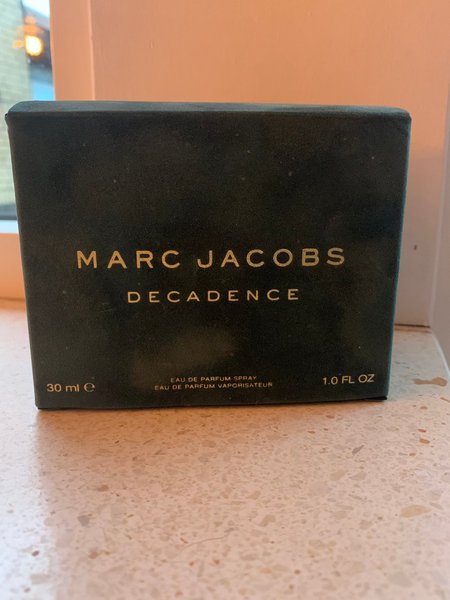 MARC JACOBS
DECADENCE
EAU DE PARFUM SPRAY
EAU DE PARFUM VAPORISATEUR
30 ml ℮
1.0 FL OZ